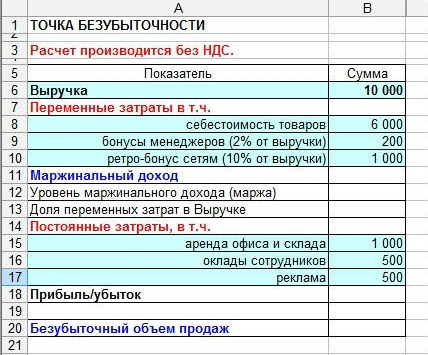 A B
1 ТОЧКА БЕЗУБЫТОЧНОСТИ
2
3 Расчет производится без НДС.
5 Показатель Сумма
6 Выручка 10 000
7 Переменные затраты в т.ч.
8 себестоимость товаров 6 000
9 бонусы менеджеров (2% от выручки) 200
10 ретро-бонус сетям (10% от выручки) 1 000
11 Маржинальный доход
12 Уровень маржинального дохода (маржа)
13 Доля переменных затрат в Выручке
14 Постоянные затраты, в т.ч.
15 аренда офиса и склада 1 000
16 оклады сотрудников 500
17 реклама 500
18 Прибыль/убыток
19
20 Безубыточный объем продаж
21